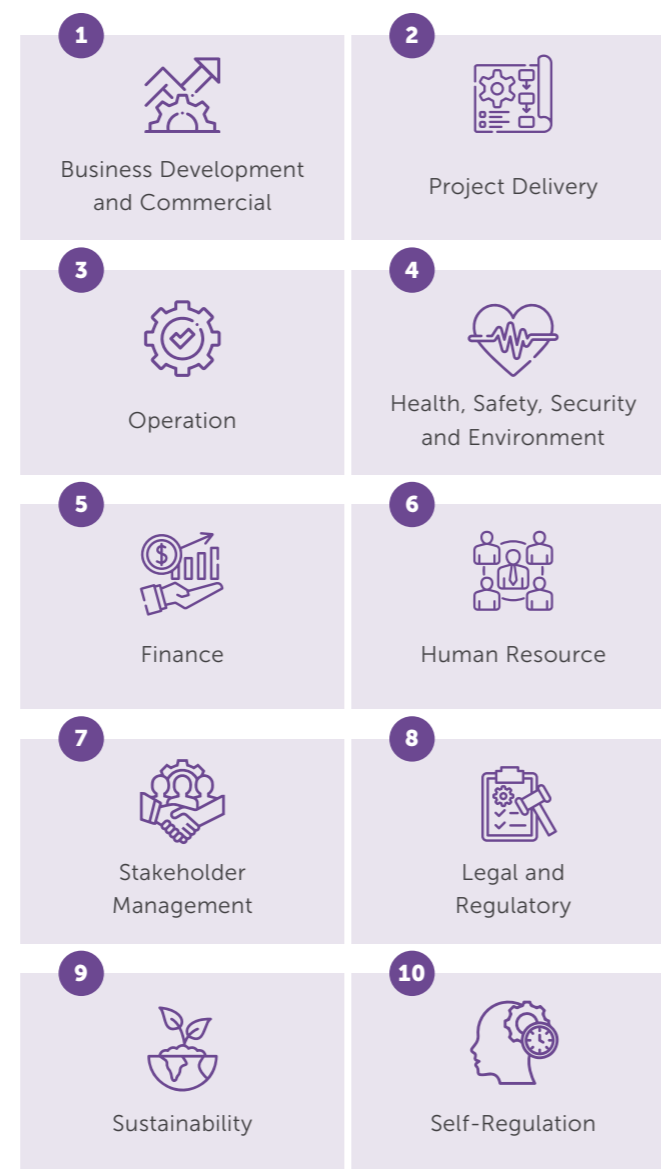 1
Business Development
and Commercial
2
Project Delivery
3
Operation
4
Health, Safety, Security
and Environment
5
$
Finance
6
Human Resource
7
Stakeholder
Management
8
Legal and
Regulatory
9
Sustainability
10
Self-Regulation